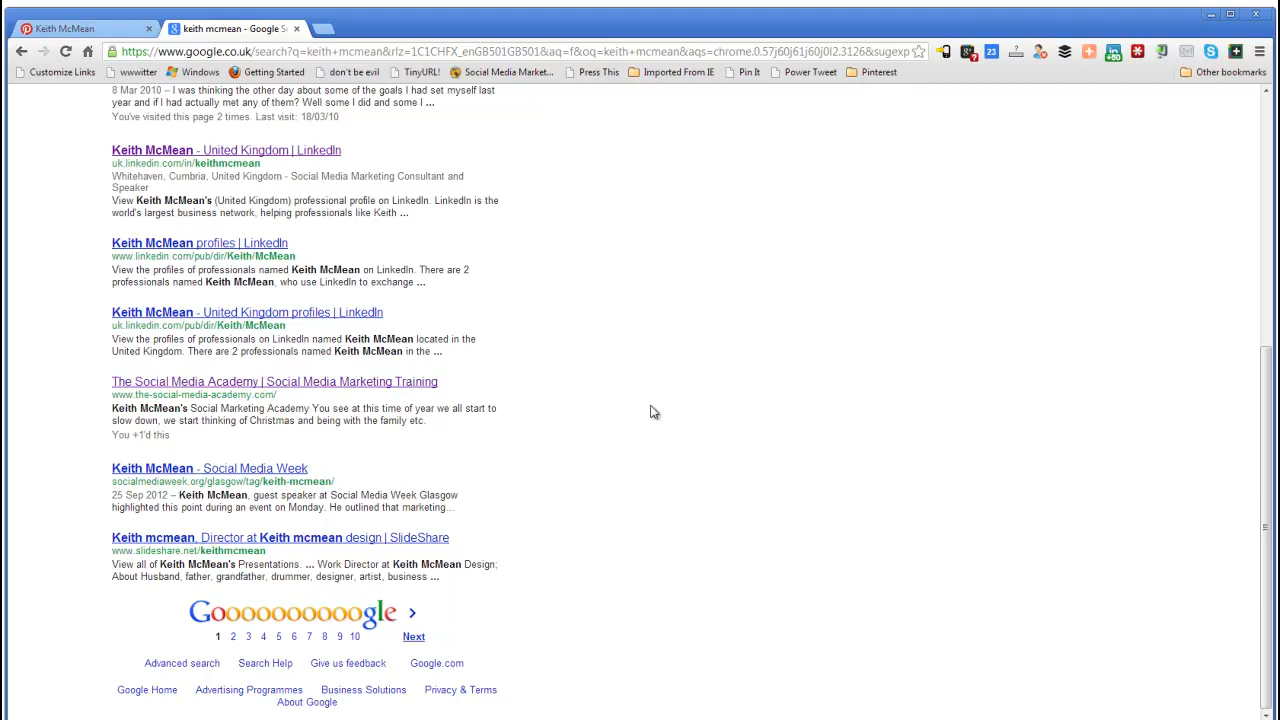 Keith McMean
keith mcmean - Google S
https://www.google.co.uk/search?q=keith+mcmean&rlz=1C1CHFX_enGB501GB501&aq=f&oq=keith+mcmean&aqs=chrome.0.57j60j61j60j0l2.3126&sugexp
Customize Links wwwitter Windows Getting Started don't be evil TinyURL! Social Media Market... Press This Imported From IE Pin It Power Tweet Pinterest Other bookmarks
8 Mar 2010 – I was thinking the other day about some of the goals I had set myself last
year and if I had actually met any of them? Well some I did and some I ...
You've visited this page 2 times. Last visit: 18/03/10
Keith McMean - United Kingdom | LinkedIn
uk.linkedin.com/in/keithmcmean
Whitehaven, Cumbria, United Kingdom - Social Media Marketing Consultant and
Speaker
View Keith McMean's (United Kingdom) professional profile on LinkedIn. LinkedIn is the
world's largest business network, helping professionals like Keith ...
Keith McMean profiles | LinkedIn
www.linkedin.com/pub/dir/Keith/McMean
View the profiles of professionals named Keith McMean on LinkedIn. There are 2
professionals named Keith McMean, who use LinkedIn to exchange ...
Keith McMean - United Kingdom profiles | LinkedIn
uk.linkedin.com/pub/dir/Keith/McMean
View the profiles of professionals on LinkedIn named Keith McMean located in the
United Kingdom. There are 2 professionals named Keith McMean in the ...
The Social Media Academy | Social Media Marketing Training
www.the-social-media-academy.com/
Keith McMean's Social Marketing Academy You see at this time of year we all start to
slow down, we start thinking of Christmas and being with the family etc.
You +1'd this
Keith McMean - Social Media Week
socialmediaweek.org/glasgow/tag/keith-mcmean/
25 Sep 2012 – Keith McMean, guest speaker at Social Media Week Glasgow
highlighted this point during an event on Monday. He outlined that marketing...
Keith mcmean, Director at Keith mcmean design | SlideShare
www.slideshare.net/keithmcmean
View all of Keith McMean's Presentations. ... Work Director at Keith McMean Design;
About Husband, father, grandfather, drummer, designer, artist, business ...
Goooooooooogle >
1 2 3 4 5 6 7 8 9 10 Next
Advanced search Search Help Give us feedback Google.com
Google Home Advertising Programmes Business Solutions Privacy & Terms
About Google